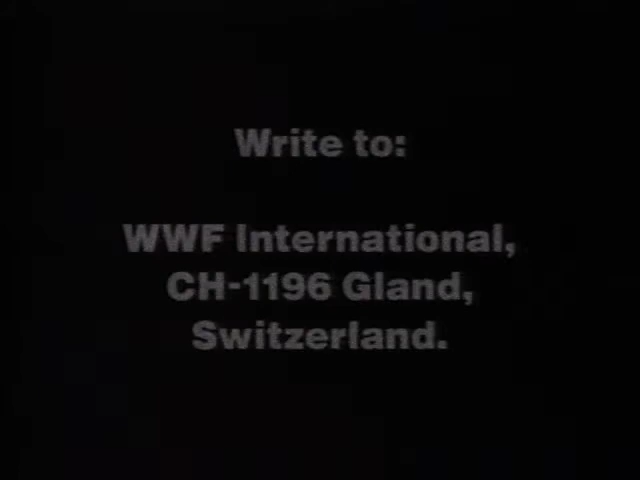 Write to:
WWF International,
CH-1196 Gland,
Switzerland.